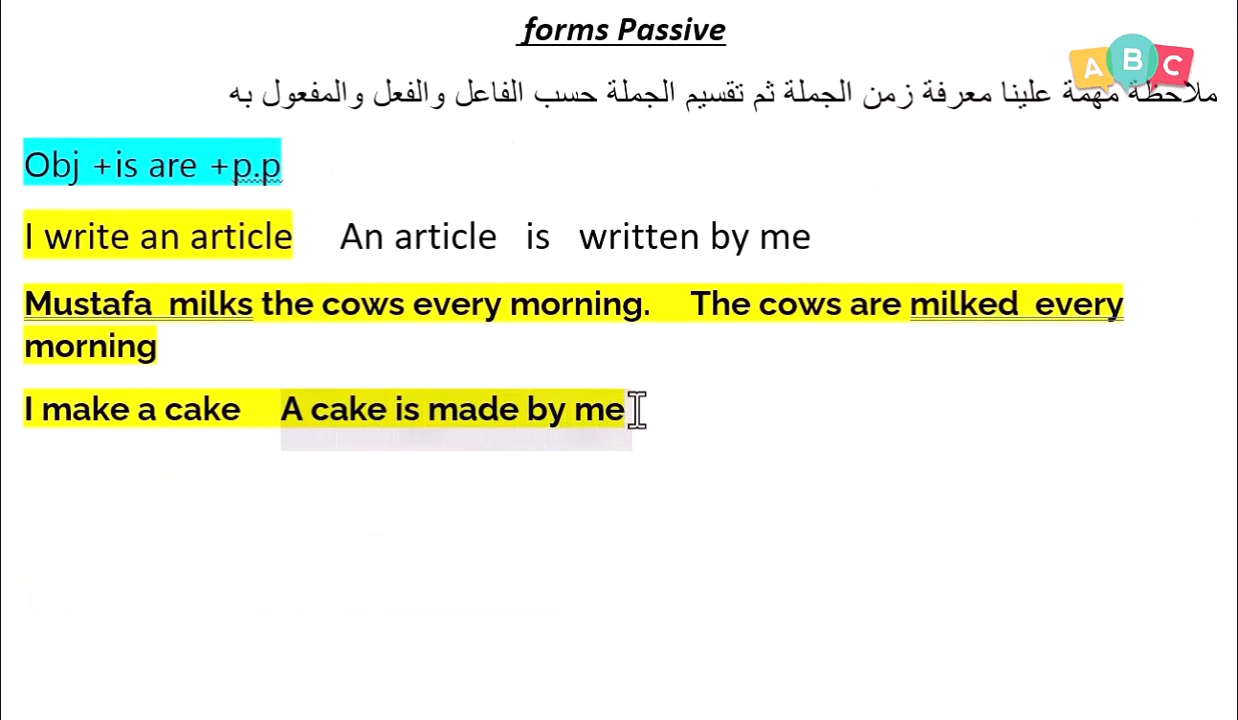 forms Passive
A B C
ملاحظة مهمة علينا معرفة زمن الجملة ثم تقسيم الجملة حسب الفاعل والفعل والمفعول به
Obj +is are +p.p
I write an article An article is written by me
Mustafa milks the cows every morning. The cows are milked every
morning
I make a cake A cake is made by me